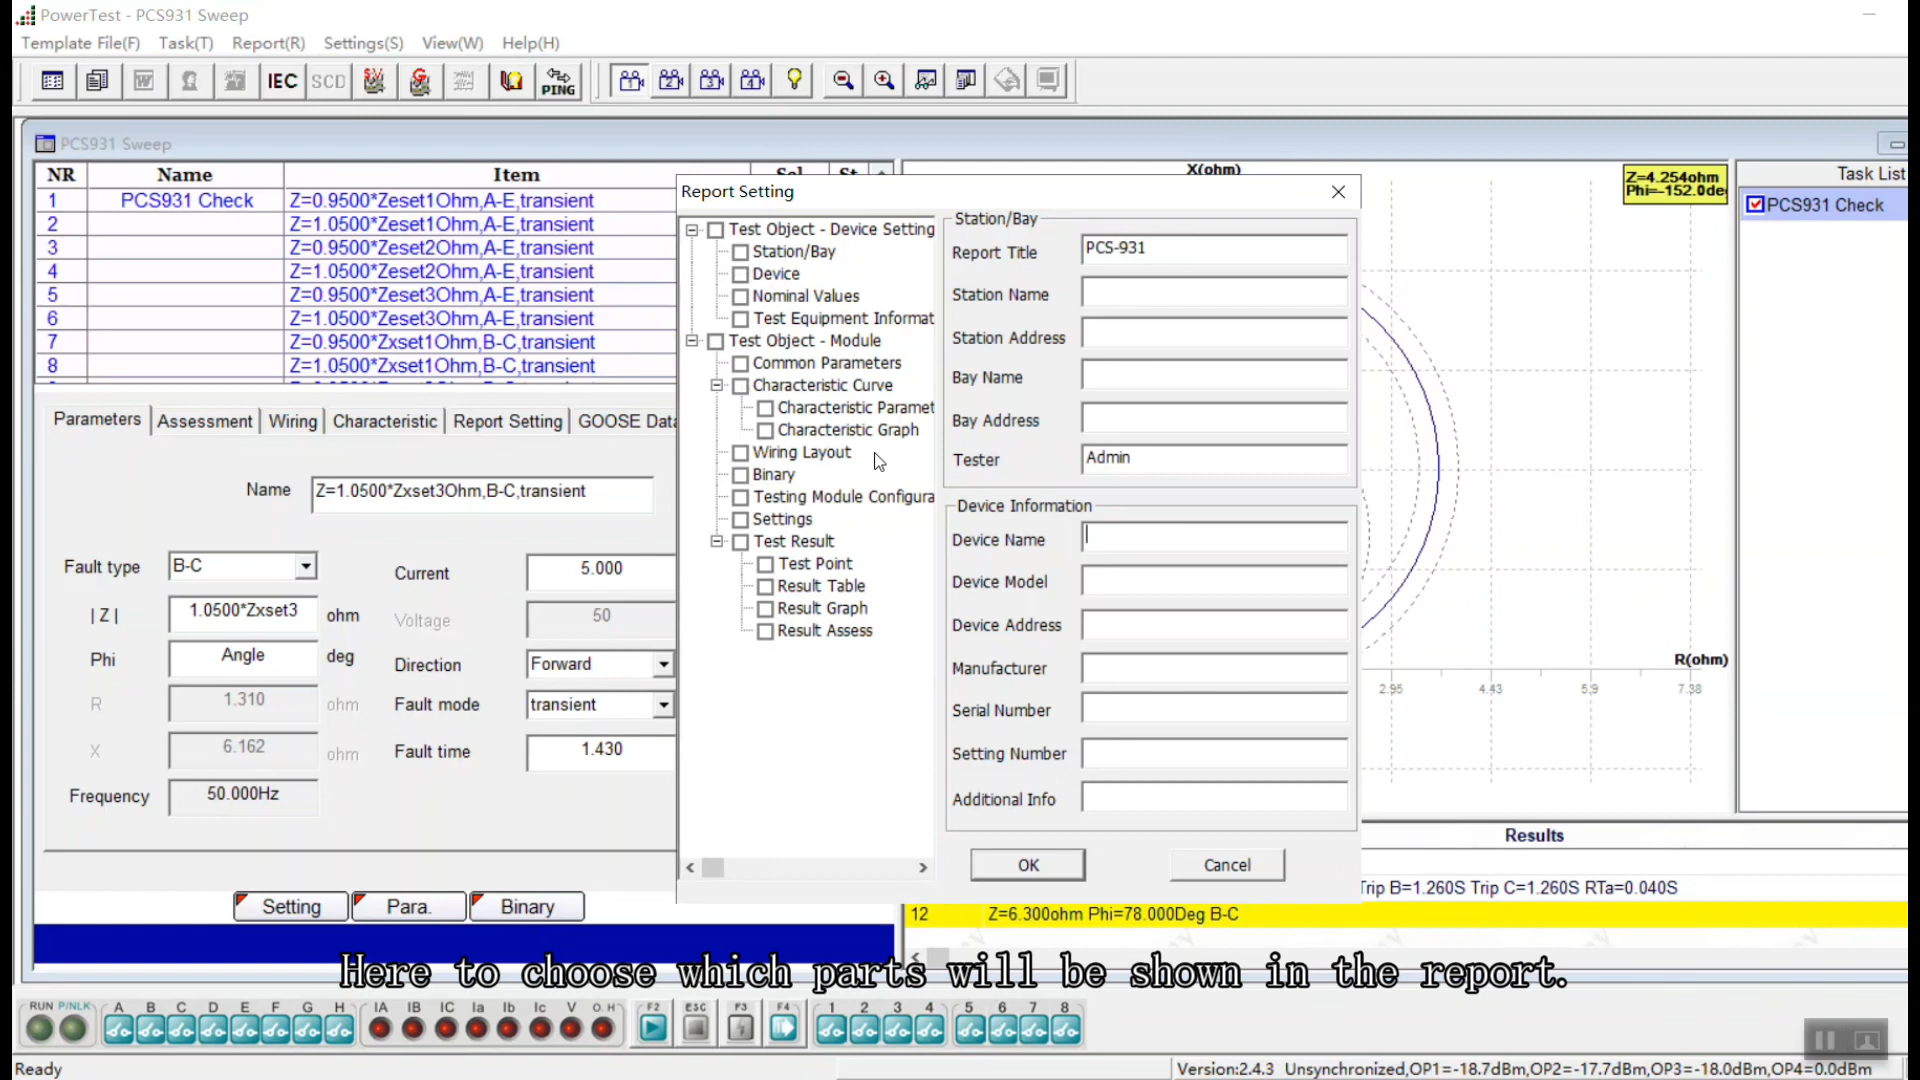 PowerTest - PCS931 Sweep
Template File(F) Task(T) Report(R) Settings(S) View(W) Help(H)
IEC SCD PING 1 2 3 4
PCS931 Sweep
NR Name Item Sel St
1 PCS931 Check Z=0.9500*Zeset1Ohm,A-E,transient
2 Z=1.0500*Zeset1Ohm,A-E,transient
3 Z=0.9500*Zeset2Ohm,A-E,transient
4 Z=1.0500*Zeset2Ohm,A-E,transient
5 Z=0.9500*Zeset3Ohm,A-E,transient
6 Z=1.0500*Zeset3Ohm,A-E,transient
7 Z=0.9500*Zxset1Ohm,B-C,transient
8 Z=1.0500*Zxset1Ohm,B-C,transient
Parameters Assessment Wiring Characteristic Report Setting GOOSE Data
Name Z=1.0500*Zxset3Ohm,B-C,transient
Fault type B-C Current 5.000
|Z| 1.0500*Zxset3 ohm Voltage 50
Phi Angle deg Direction Forward
R 1.310 ohm Fault mode transient
X 6.162 ohm Fault time 1.430
Frequency 50.000Hz
Setting Para. Binary
Report Setting
Test Object - Device Setting
Station/Bay
Device
Nominal Values
Test Equipment Informat
Test Object - Module
Common Parameters
Characteristic Curve
Characteristic Paramet
Characteristic Graph
Wiring Layout
Binary
Testing Module Configura
Settings
Test Result
Test Point
Result Table
Result Graph
Result Assess
Station/Bay
Report Title PCS-931
Station Name
Station Address
Bay Name
Bay Address
Tester Admin
Device Information
Device Name
Device Model
Device Address
Manufacturer
Serial Number
Setting Number
Additional Info
OK Cancel
X(ohm)
Z=4.254ohm
Phi=-152.0de
R(ohm)
2.95 4.43 5.9 7.38
Task List
PCS931 Check
Results
Trip B=1.260S Trip C=1.260S RTa=0.040S
12 Z=6.300ohm Phi=78.000Deg B-C
Here to choose which parts will be shown in the report.
RUN P/NLK A B C D E F G H IA IB IC Ia Ib Ic V O.H F2 ESC F3 F4 1 2 3 4 5 6 7 8
Ready
Version:2.4.3 Unsynchronized,OP1=-18.7dBm,OP2=-17.7dBm,OP3=-18.0dBm,OP4=0.0dBm